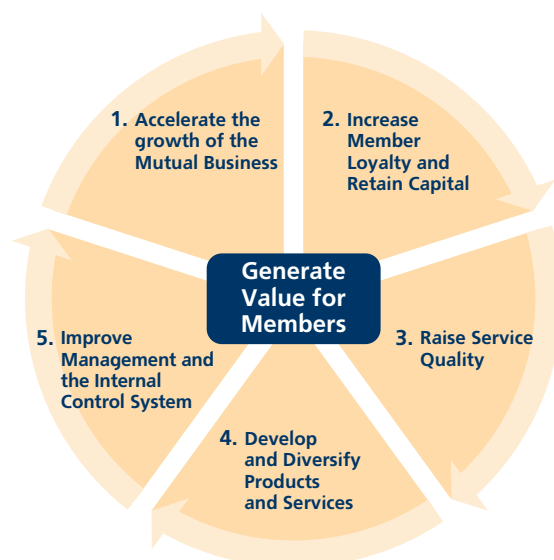 1. Accelerate the
growth of the
Mutual Business
2. Increase
Member
Loyalty and
Retain Capital
Generate
Value for
Members
3. Raise Service
Quality
4. Develop
and Diversify
Products
and Services
5. Improve
Management and
the Internal
Control System